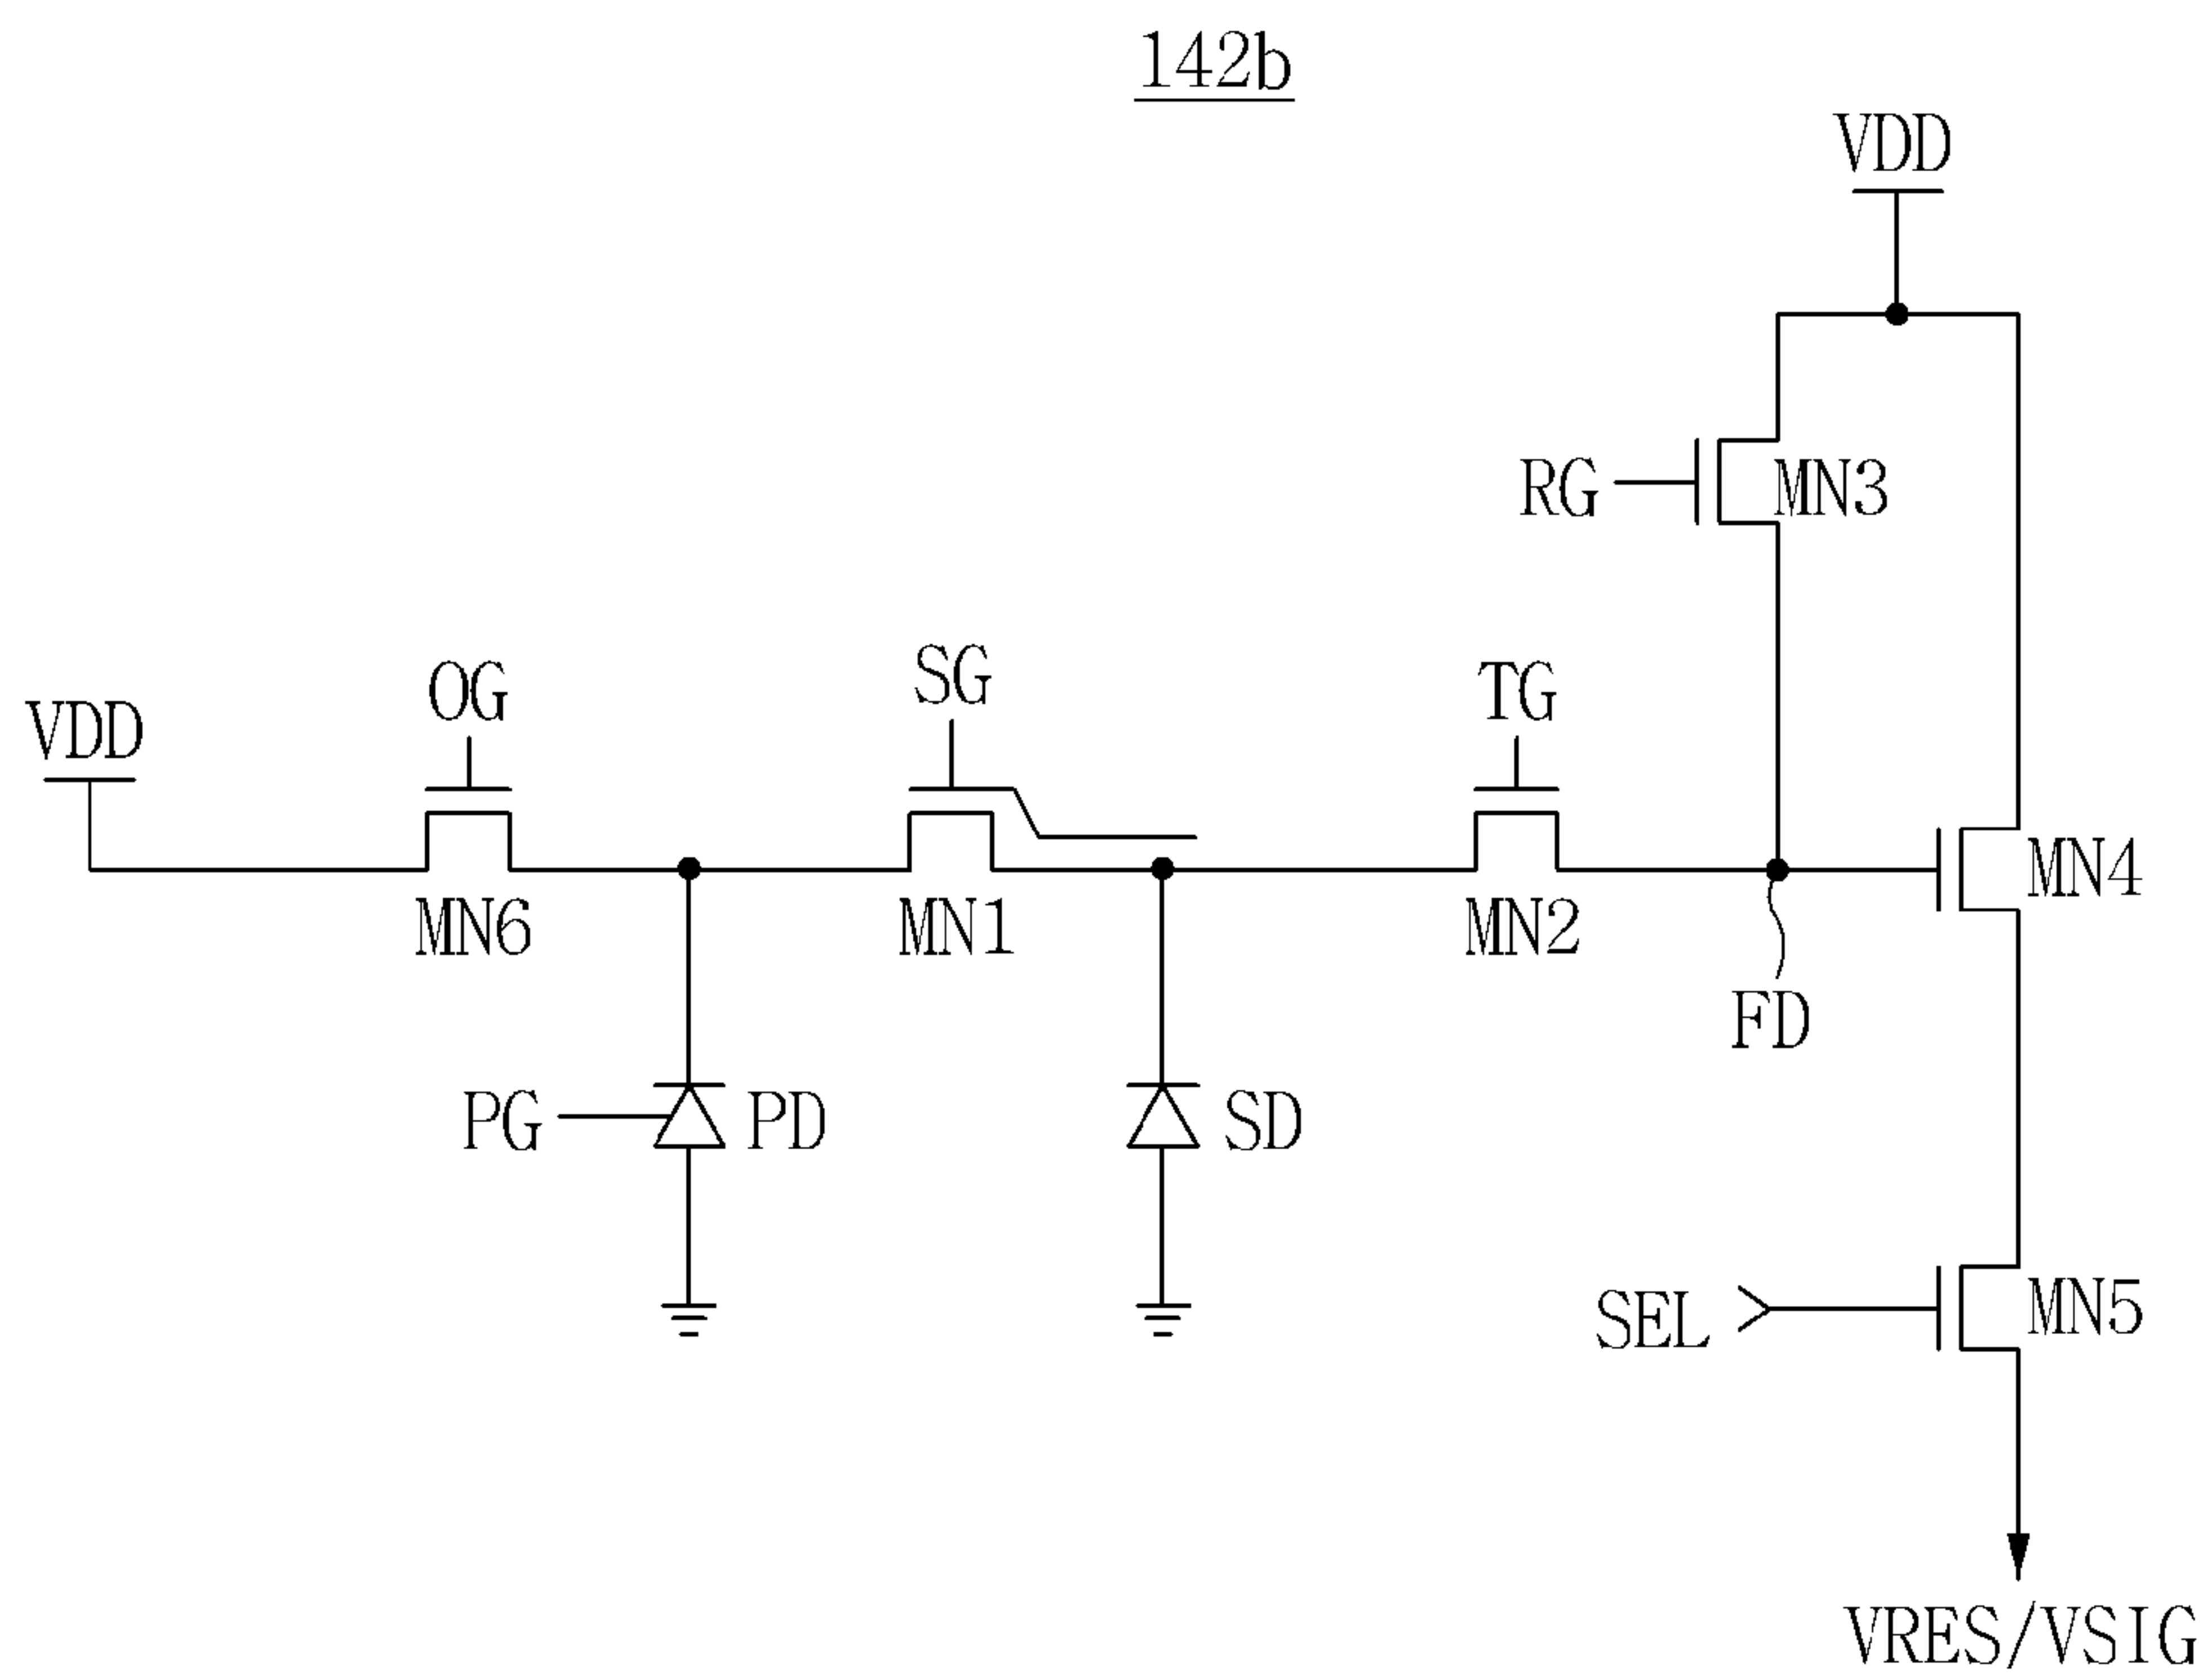 142b
VDD
RG
MN3
SG
OG
TG
VDD
MN4
MN6
MN1
MN2
FD
PG
PD
SD
SEL
MN5
VRES/VSIG